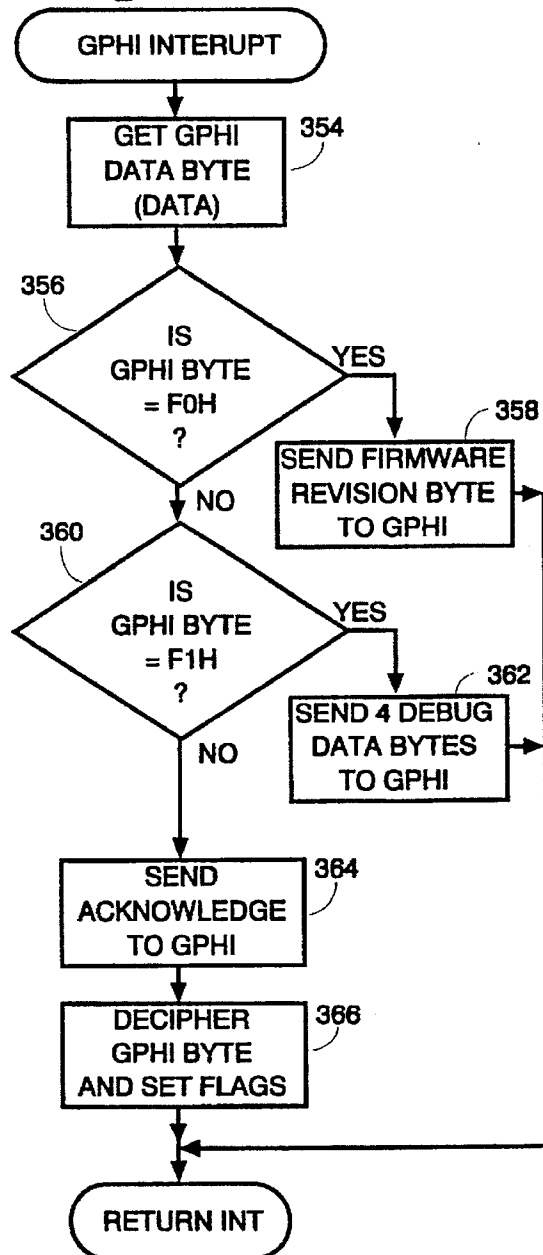 GPHI INTERUPT
354
GET GPHI
DATA BYTE
(DATA)
356
IS
GPHI BYTE
= F0H
?
YES
358
SEND FIRMWARE
REVISION BYTE
TO GPHI
NO
360
IS
GPHI BYTE
= F1H
?
YES
362
SEND 4 DEBUG
DATA BYTES
TO GPHI
NO
364
SEND
ACKNOWLEDGE
TO GPHI
366
DECIPHER
GPHI BYTE
AND SET FLAGS
RETURN INT